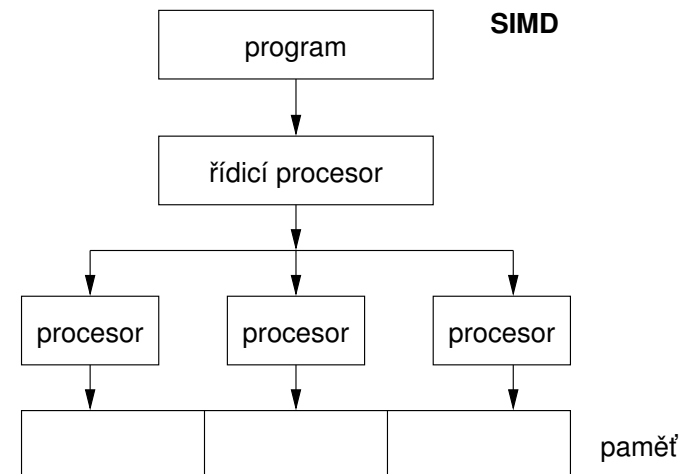 SIMD
program
řídicí procesor
procesor procesor procesor
paměť